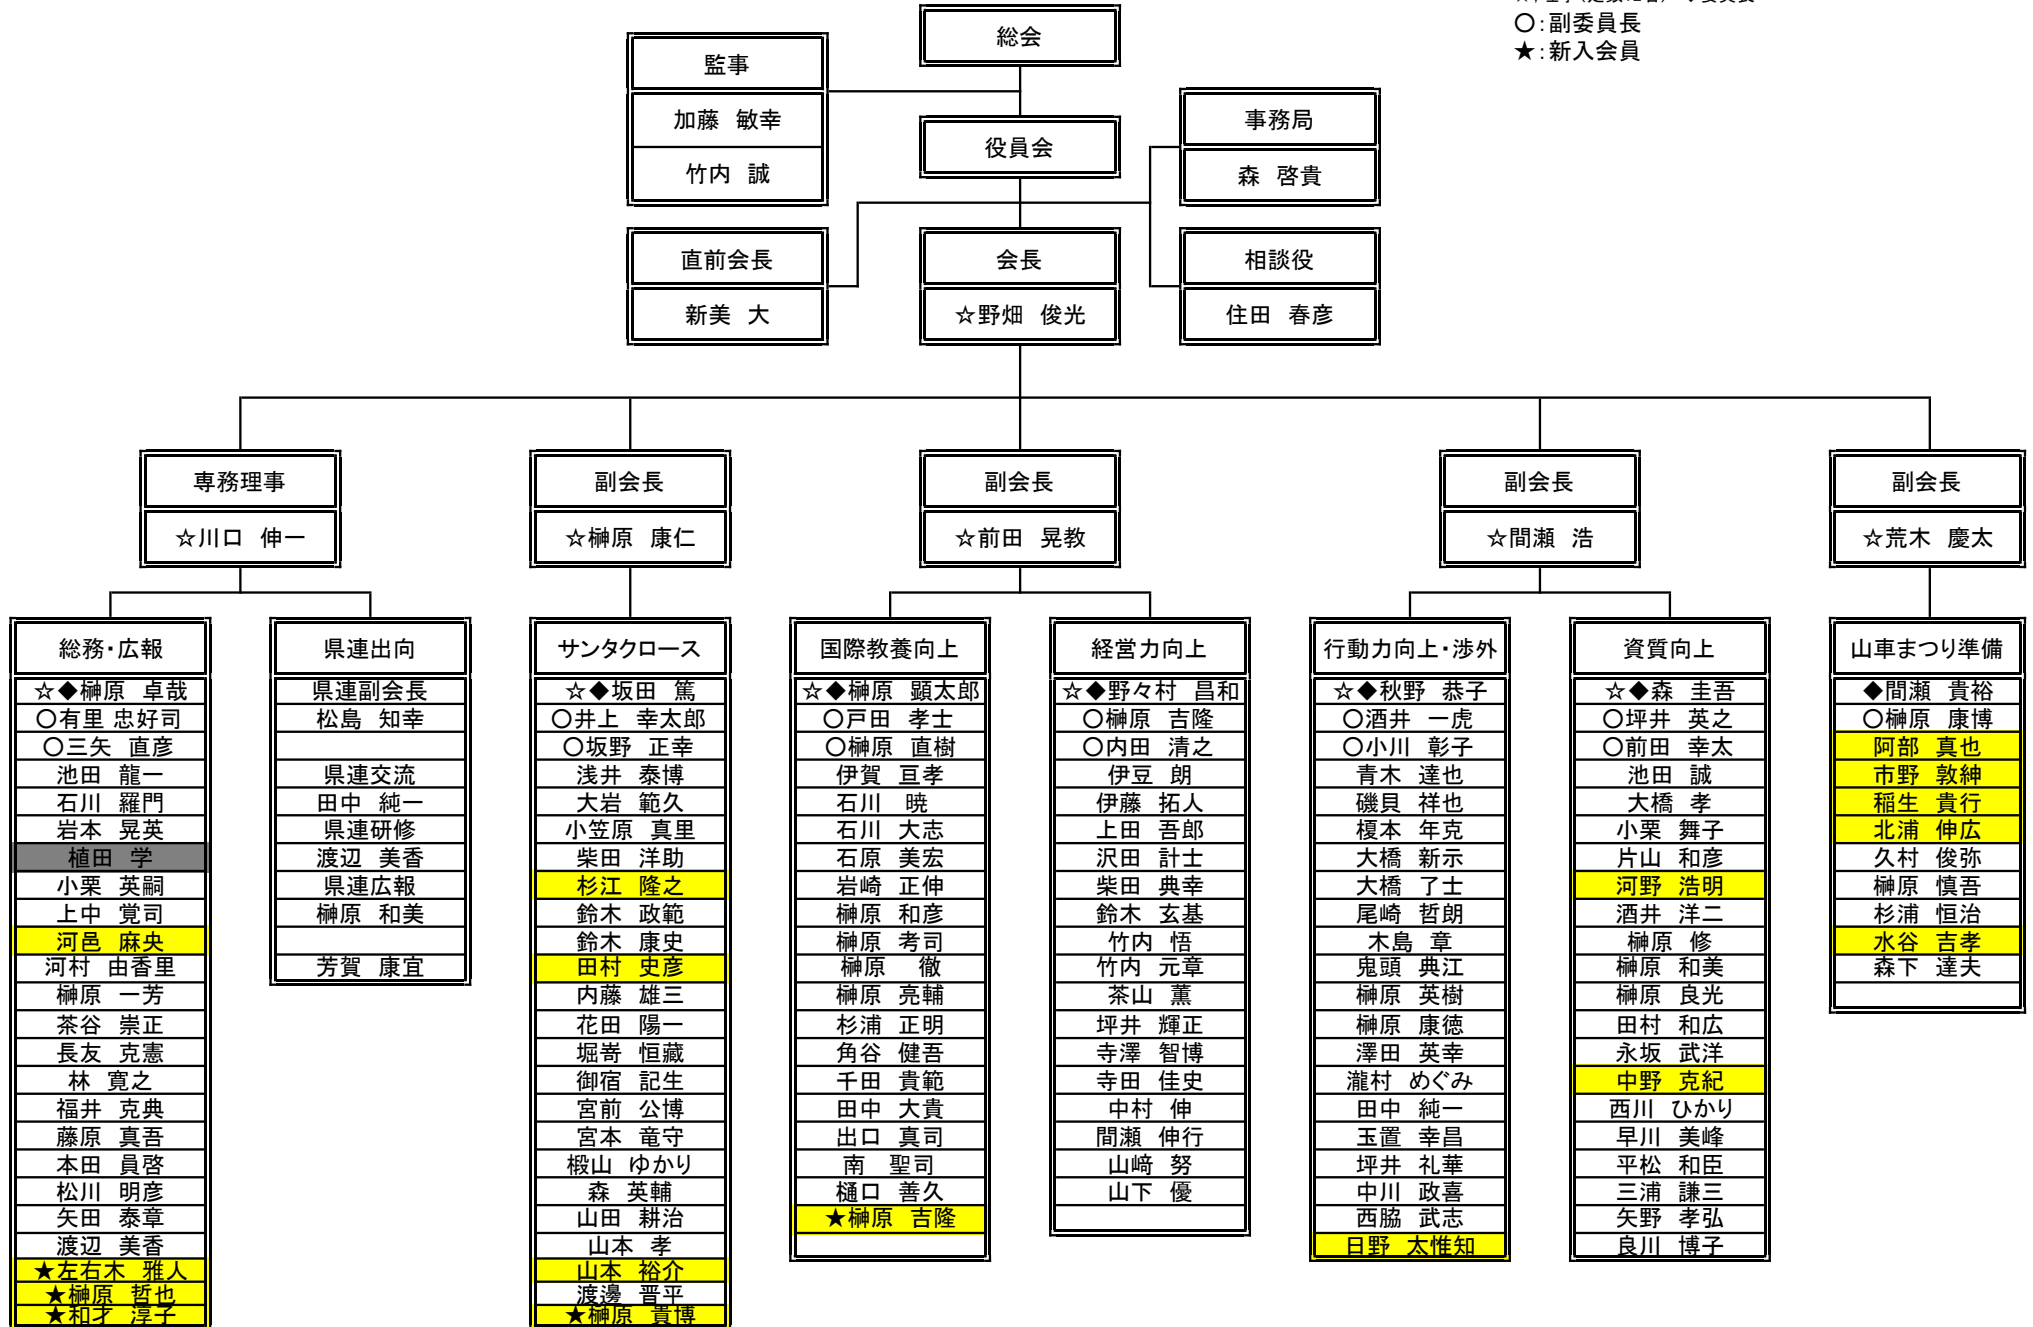 〇：副委員長
★：新入会員
総会
監事
加藤 敏幸
竹内 誠
役員会
事務局
森 啓貴
直前会長
新美 大
会長
☆野畑 俊光
相談役
住田 春彦
専務理事
☆川口 伸一
副会長
☆榊原 康仁
副会長
☆前田 晃教
副会長
☆間瀬 浩
副会長
☆荒木 慶太
総務・広報
☆◆榊原 卓哉
〇有里 忠好司
〇三矢 直彦
池田 龍一
石川 羅門
岩本 晃英
植田 学
小栗 英嗣
上中 覚司
河邑 麻央
河村 由香里
榊原 一芳
茶谷 崇正
長友 克憲
林 寛之
福井 克典
藤原 真吾
本田 員啓
松川 明彦
矢田 泰章
渡辺 美香
★左右木 雅人
★榊原 哲也
★和才 淳子
県連出向
県連副会長
松島 知幸
県連交流
田中 純一
県連研修
渡辺 美香
県連広報
榊原 和美
芳賀 康宜
サンタクロース
☆◆坂田 篤
〇井上 幸太郎
〇坂野 正幸
浅井 泰博
大岩 範久
小笠原 真里
柴田 洋助
杉江 隆之
鈴木 政範
鈴木 康史
田村 史彦
内藤 雄三
花田 陽一
堀嵜 恒藏
御宿 記生
宮前 公博
宮本 竜守
椴山 ゆかり
森 英輔
山田 耕治
山本 孝
山本 裕介
渡邊 晋平
★榊原 貴博
国際教養向上
☆◆榊原 顕太郎
〇戸田 孝士
〇榊原 直樹
伊賀 亘孝
石川 暁
石川 大志
石原 美宏
岩崎 正伸
榊原 和彦
榊原 考司
榊原 徹
榊原 亮輔
杉浦 正明
角谷 健吾
千田 貴範
田中 大貴
出口 真司
南 聖司
樋口 善久
★榊原 吉隆
経営力向上
☆◆野々村 昌和
〇榊原 吉隆
〇内田 清之
伊豆 朗
伊藤 拓人
上田 吾郎
沢田 計士
柴田 典幸
鈴木 玄基
竹内 悟
竹内 元章
茶山 薫
坪井 輝正
寺澤 智博
寺田 佳史
中村 伸
間瀬 伸行
山﨑 努
山下 優
行動力向上・渉外
☆◆秋野 恭子
〇酒井 一虎
〇小川 彰子
青木 達也
磯貝 祥也
榎本 年克
大橋 新示
大橋 了士
尾崎 哲朗
木島 章
鬼頭 典江
榊原 英樹
榊原 康徳
澤田 英幸
瀧村 めぐみ
田中 純一
玉置 幸昌
坪井 礼華
中川 政喜
西脇 武志
日野 太惟知
資質向上
☆◆森 圭吾
〇坪井 英之
〇前田 幸太
池田 誠
大橋 孝
小栗 舞子
片山 和彦
河野 浩明
酒井 洋二
榊原 修
榊原 和美
榊原 良光
田村 和広
永坂 武洋
中野 克紀
西川 ひかり
早川 美峰
平松 和臣
三浦 謙三
矢野 孝弘
良川 博子
山車まつり準備
◆間瀬 貴裕
〇榊原 康博
阿部 真也
市野 敦紳
稲生 貴行
北浦 伸広
久村 俊弥
榊原 慎吾
杉浦 恒治
水谷 吉孝
森下 達夫